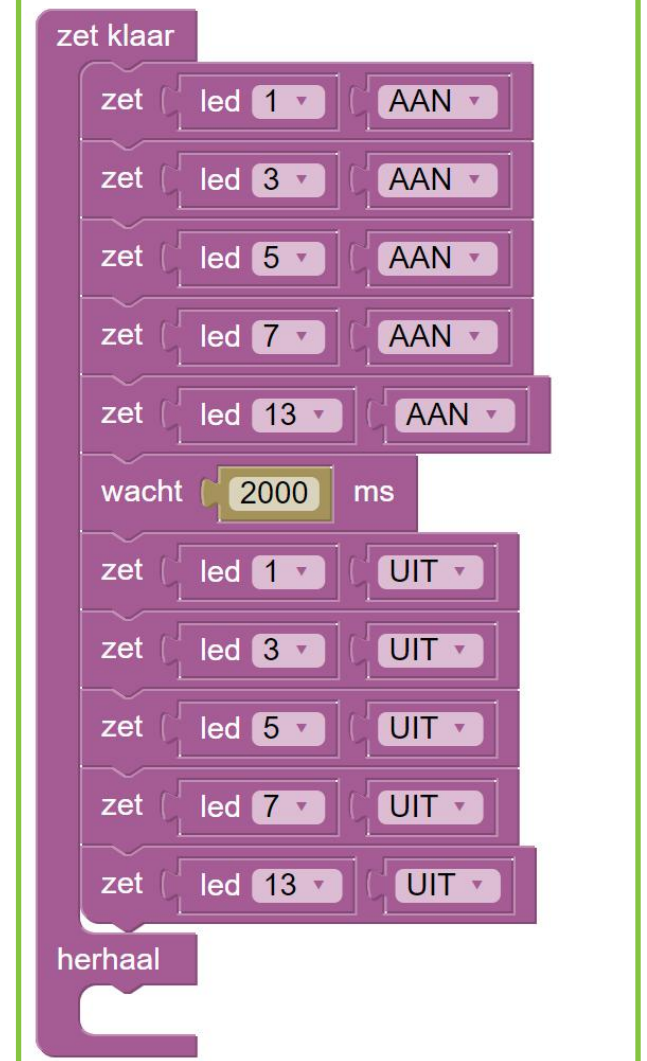 zet klaar
zet led 1 AAN
zet led 3 AAN
zet led 5 AAN
zet led 7 AAN
zet led 13 AAN
wacht 2000 ms
zet led 1 UIT
zet led 3 UIT
zet led 5 UIT
zet led 7 UIT
zet led 13 UIT
herhaal